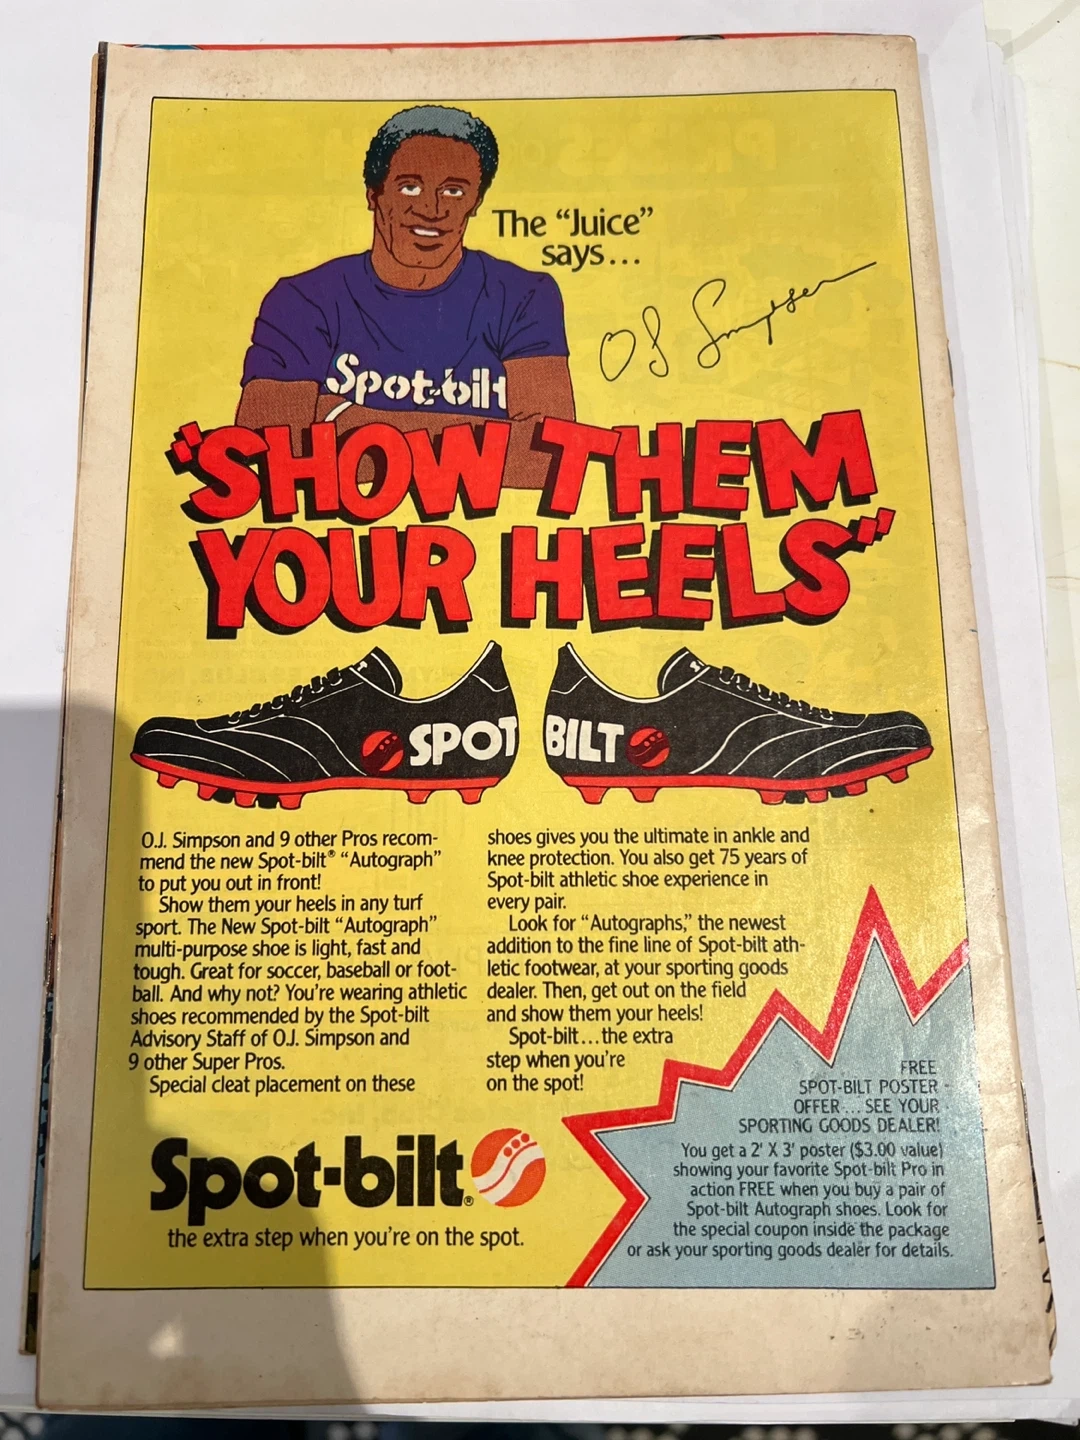 The “Juice”
says...
OJ Simpson
Spot-bilt
“SHOW THEM
YOUR HEELS”
SPOT BILT
O.J. Simpson and 9 other Pros recom-
mend the new Spot-bilt® “Autograph”
to put you out in front!
Show them your heels in any turf
sport. The New Spot-bilt “Autograph”
multi-purpose shoe is light, fast and
tough. Great for soccer, baseball or foot-
ball. And why not? You’re wearing athletic
shoes recommended by the Spot-bilt
Advisory Staff of O.J. Simpson and
9 other Super Pros.
Special cleat placement on these
shoes gives you the ultimate in ankle and
knee protection. You also get 75 years of
Spot-bilt athletic shoe experience in
every pair.
Look for “Autographs,” the newest
addition to the fine line of Spot-bilt ath-
letic footwear, at your sporting goods
dealer. Then, get out on the field
and show them your heels!
Spot-bilt...the extra
step when you’re
on the spot!
Spot-bilt®
the extra step when you’re on the spot.
FREE
SPOT-BILT POSTER
OFFER... SEE YOUR
SPORTING GOODS DEALER!
You get a 2' X 3' poster ($3.00 value)
showing your favorite Spot-bilt Pro in
action FREE when you buy a pair of
Spot-bilt Autograph shoes. Look for
the special coupon inside the package
or ask your sporting goods dealer for details.